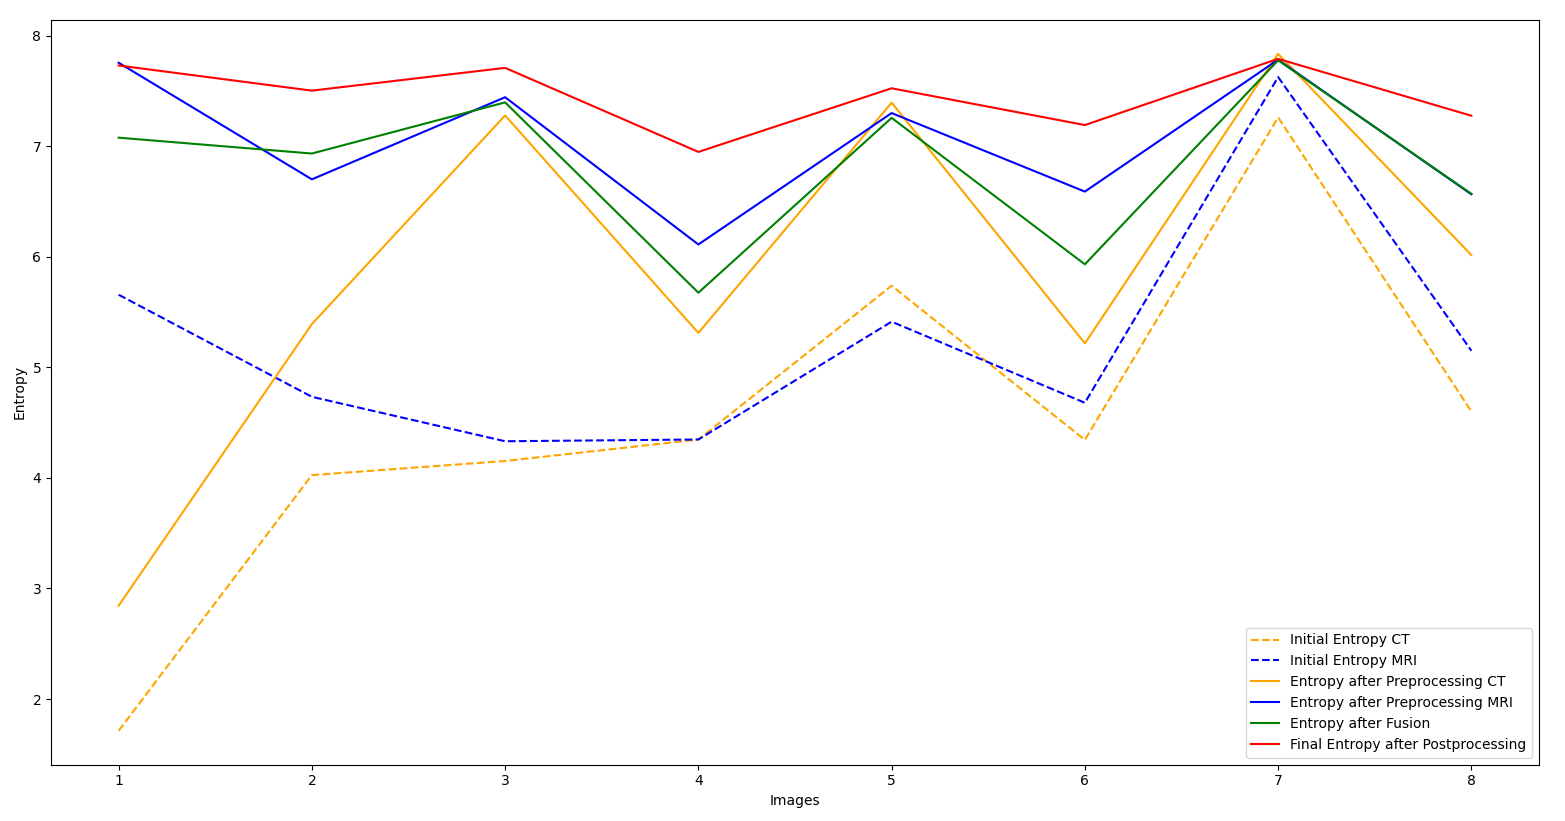 8
7
6
5
4
3
2
Entropy
1 2 3 4 5 6 7 8
Images
Initial Entropy CT
Initial Entropy MRI
Entropy after Preprocessing CT
Entropy after Preprocessing MRI
Entropy after Fusion
Final Entropy after Postprocessing